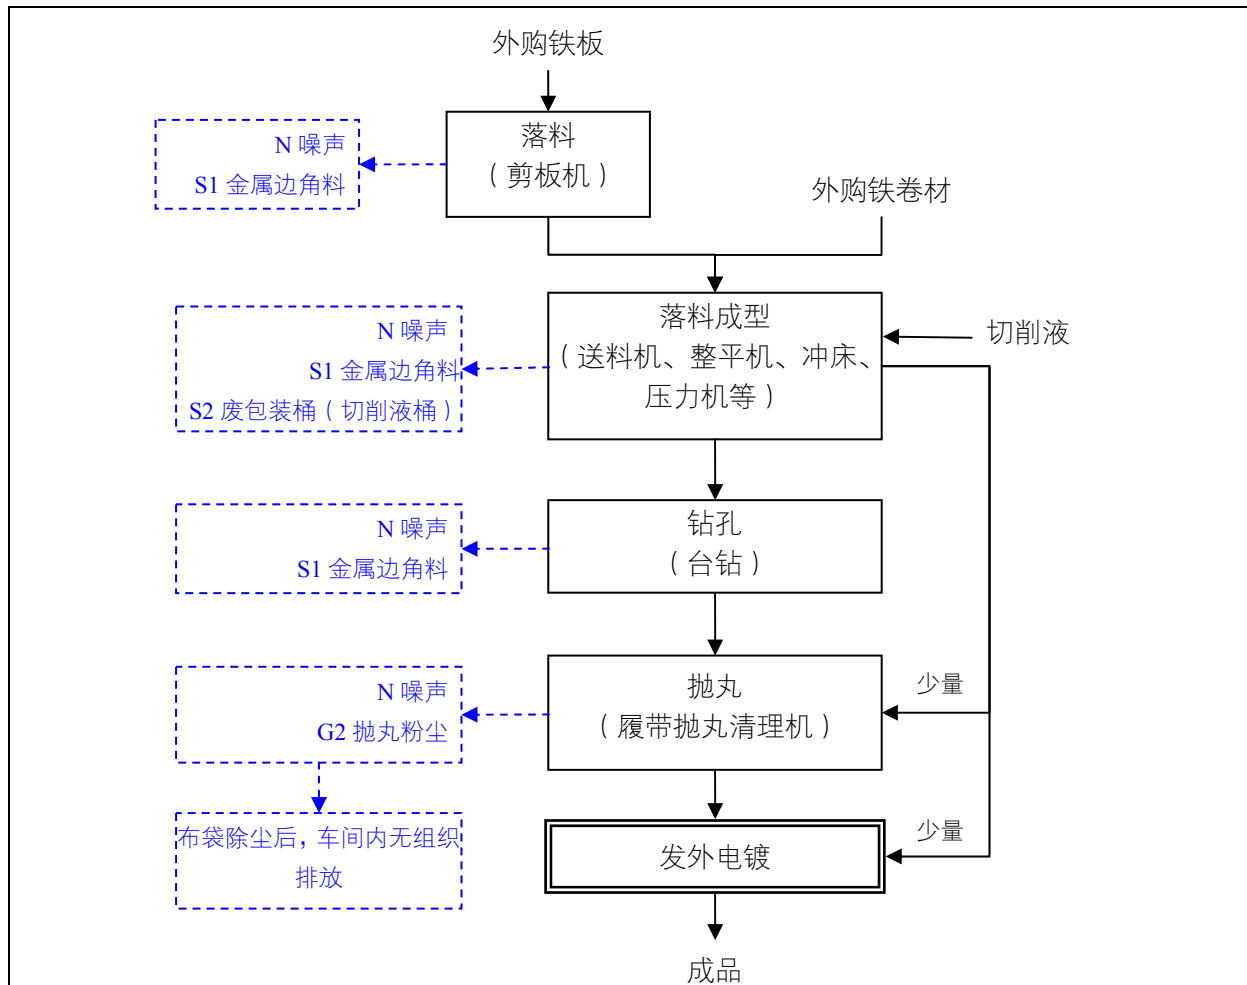 外购铁板
落料
（剪板机）
N 噪声
S1 金属边角料
外购铁卷材
落料成型
（送料机、整平机、冲床、
压力机等）
切削液
N 噪声
S1 金属边角料
S2 废包装桶（切削液桶）
钻孔
（台钻）
N 噪声
S1 金属边角料
抛丸
（履带抛丸清理机）
少量
N 噪声
G2 抛丸粉尘
布袋除尘后，车间内无组织
排放
发外电镀
少量
成品